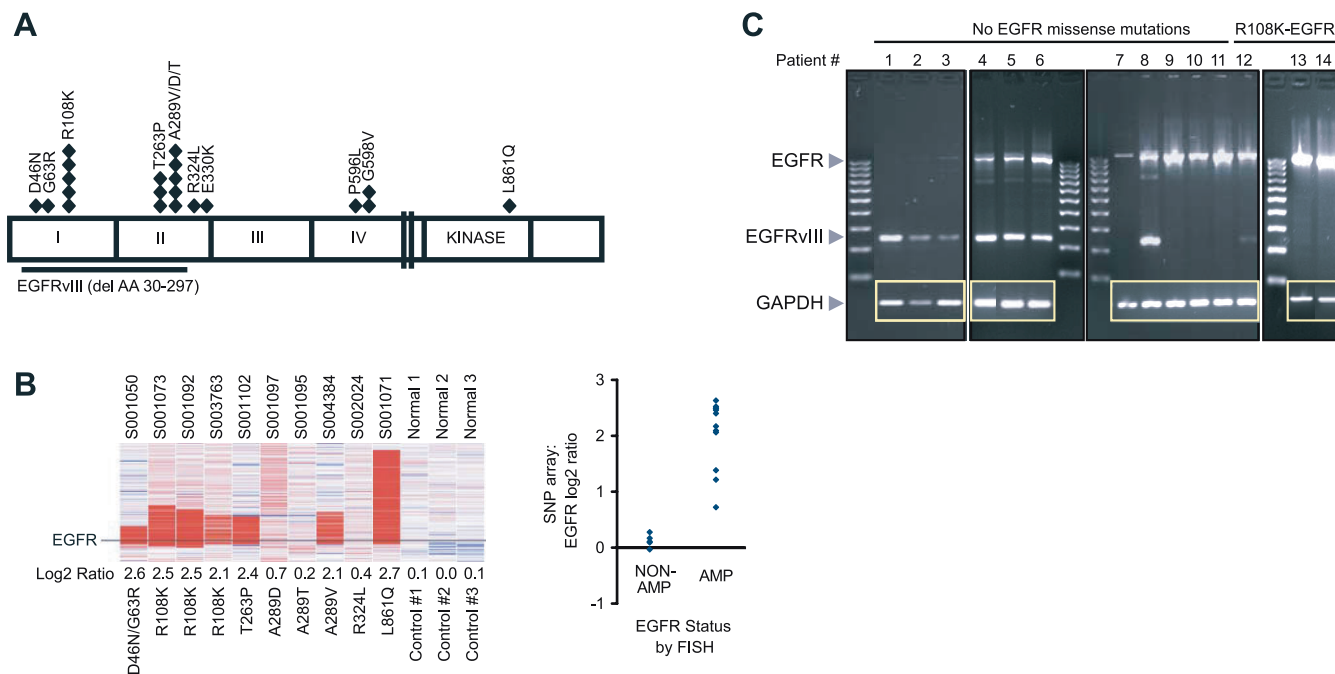 A
D46N
G63R
R108K
T263P
A289V/D/T
R324L
E330K
P596L
G598V
L861Q
I
II
III
IV
KINASE
EGFRvIII (del AA 30-297)
B
S001050
S001073
S001092
S003763
S001102
S001097
S001095
S004384
S002024
S001071
Normal 1
Normal 2
Normal 3
EGFR
Log2 Ratio 2.6 2.5 2.5 2.1 2.4 0.7 0.2 2.1 0.4 2.7 0.1 0.0 0.1
D46N/G63R
R108K
R108K
R108K
T263P
A289D
A289T
A289V
R324L
L861Q
Control #1
Control #2
Control #3
SNP array:
EGFR log2 ratio
3
2
1
0
-1
NON-
AMP
AMP
EGFR Status
by FISH
C
No EGFR missense mutations
R108K-EGFR
Patient # 1 2 3 4 5 6 7 8 9 10 11 12 13 14
EGFR
EGFRvIII
GAPDH